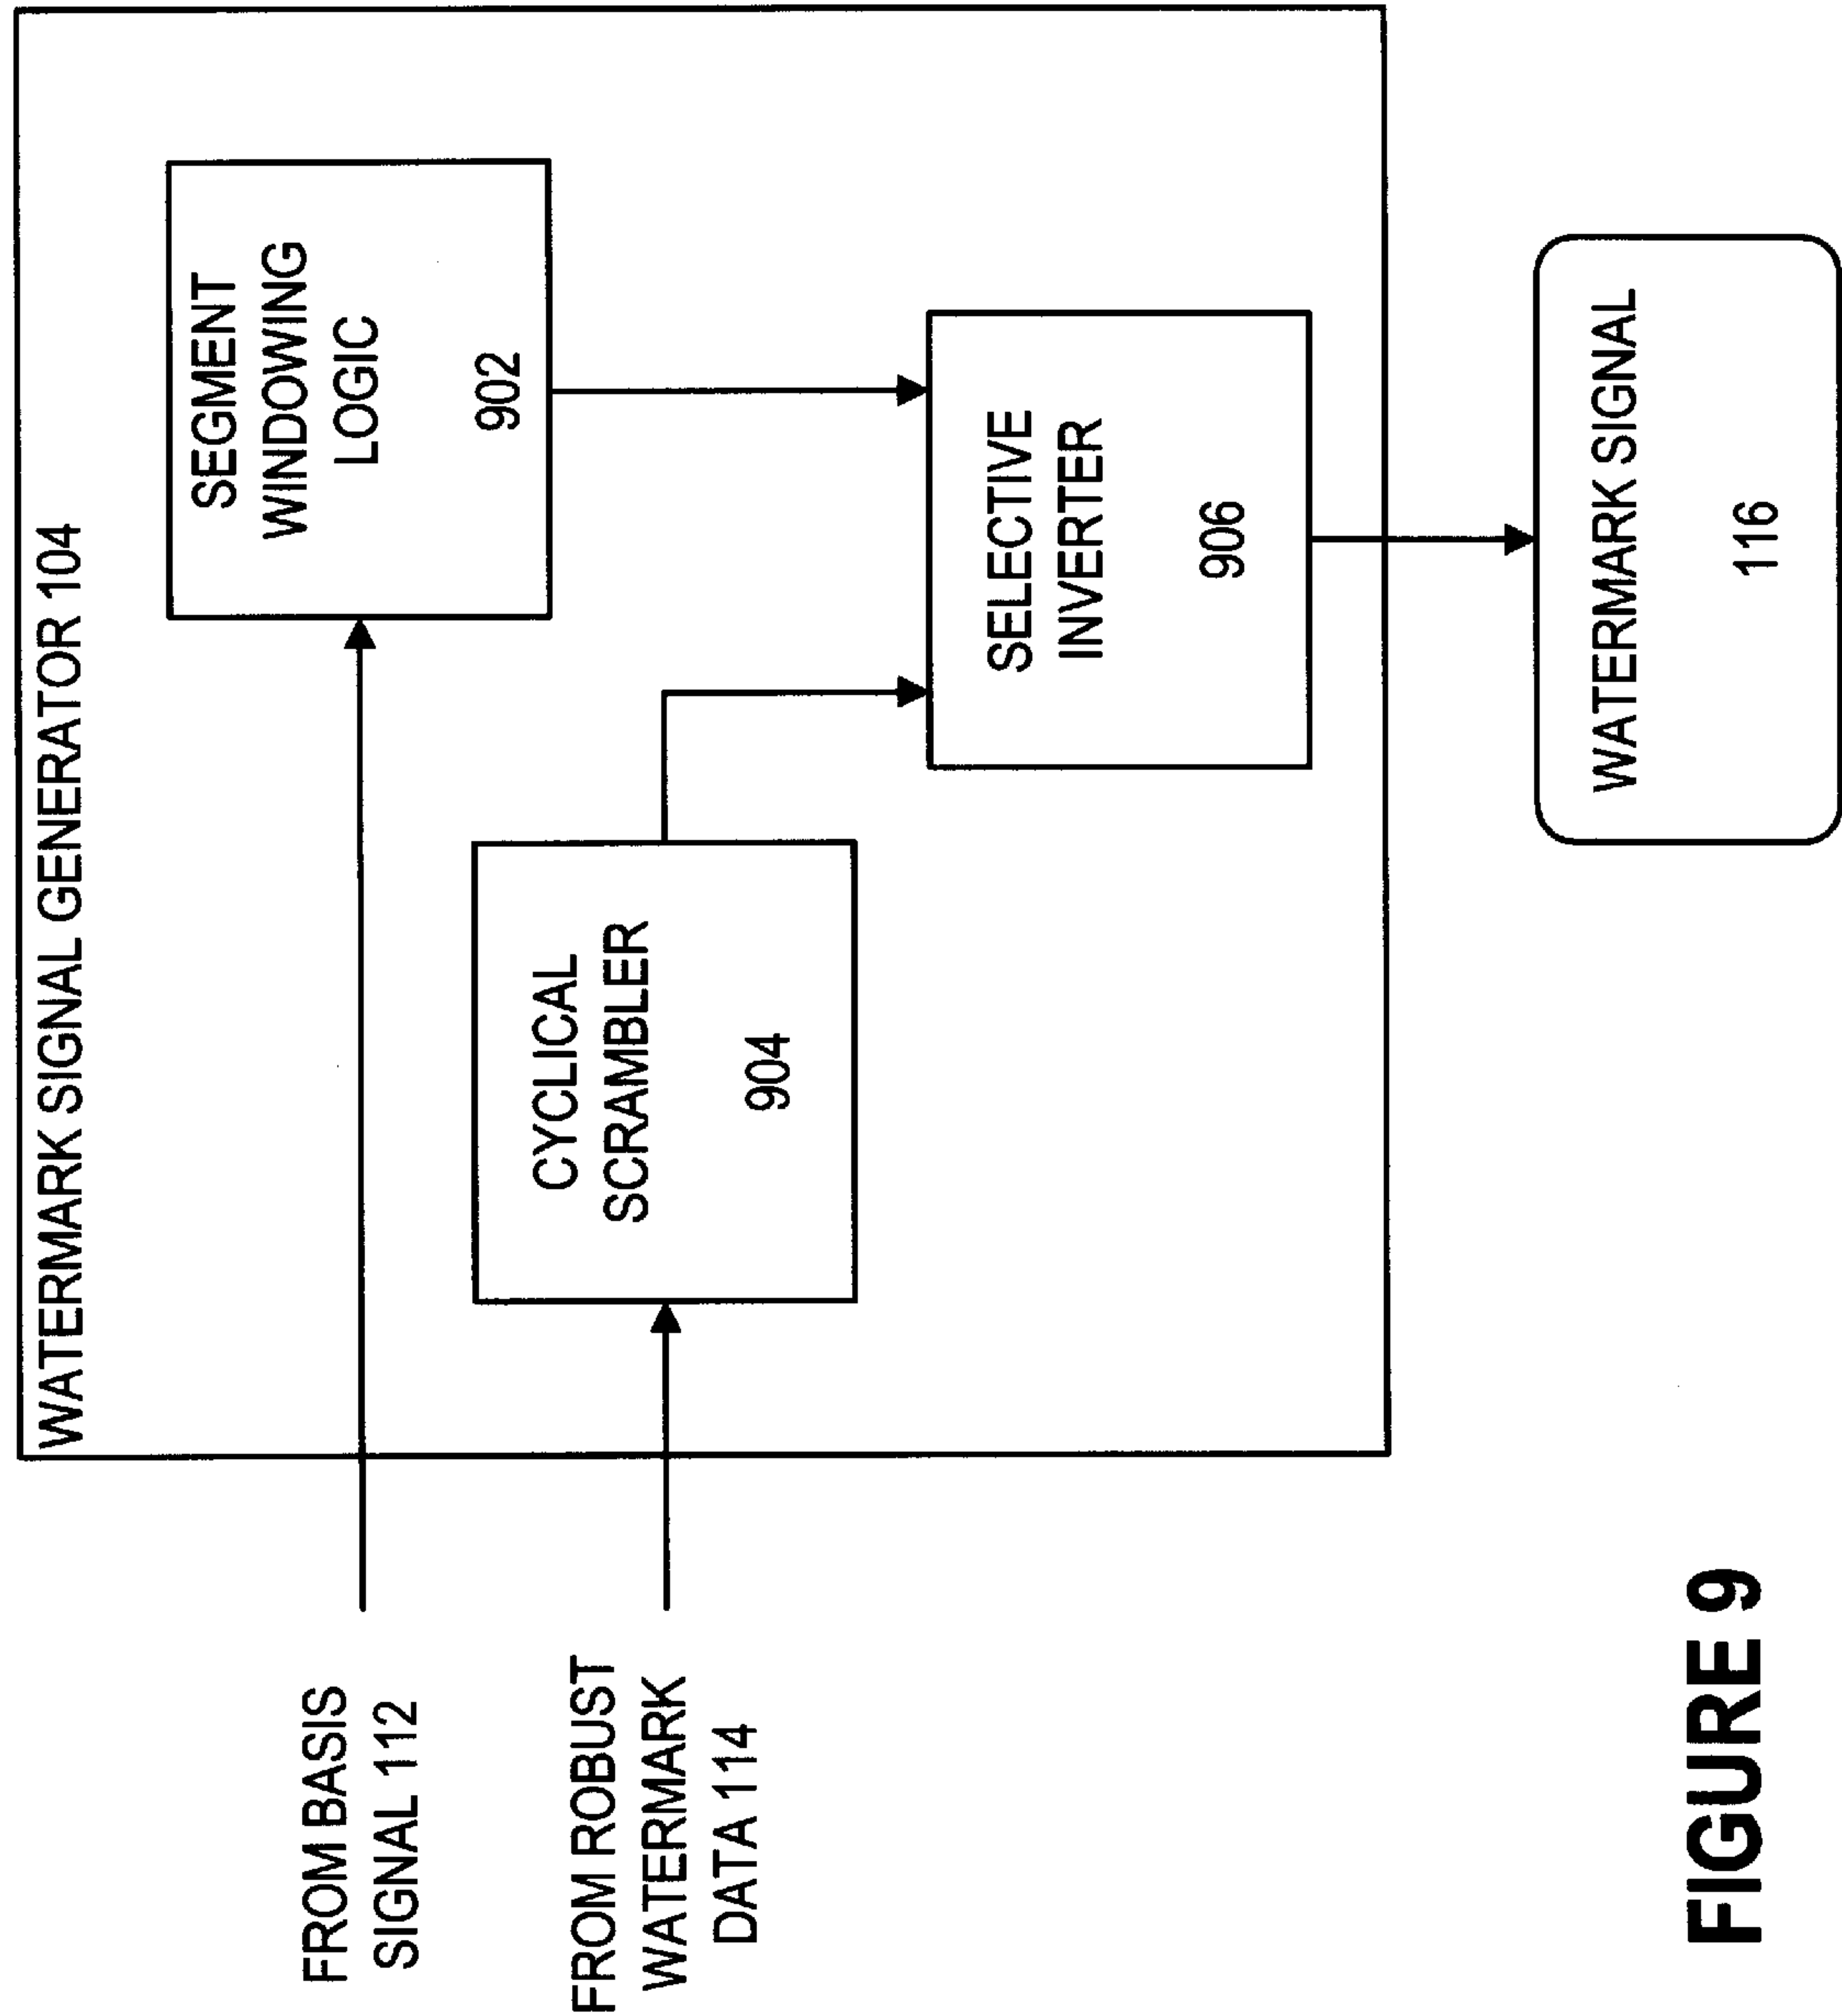 WATERMARK SIGNAL GENERATOR 104
FROM BASIS
SIGNAL 112
SEGMENT
WINDOWING
LOGIC
902
FROM ROBUST
WATERMARK
DATA 114
CYCLICAL
SCRAMBLER
904
SELECTIVE
INVERTER
906
WATERMARK SIGNAL
116
FIGURE 9